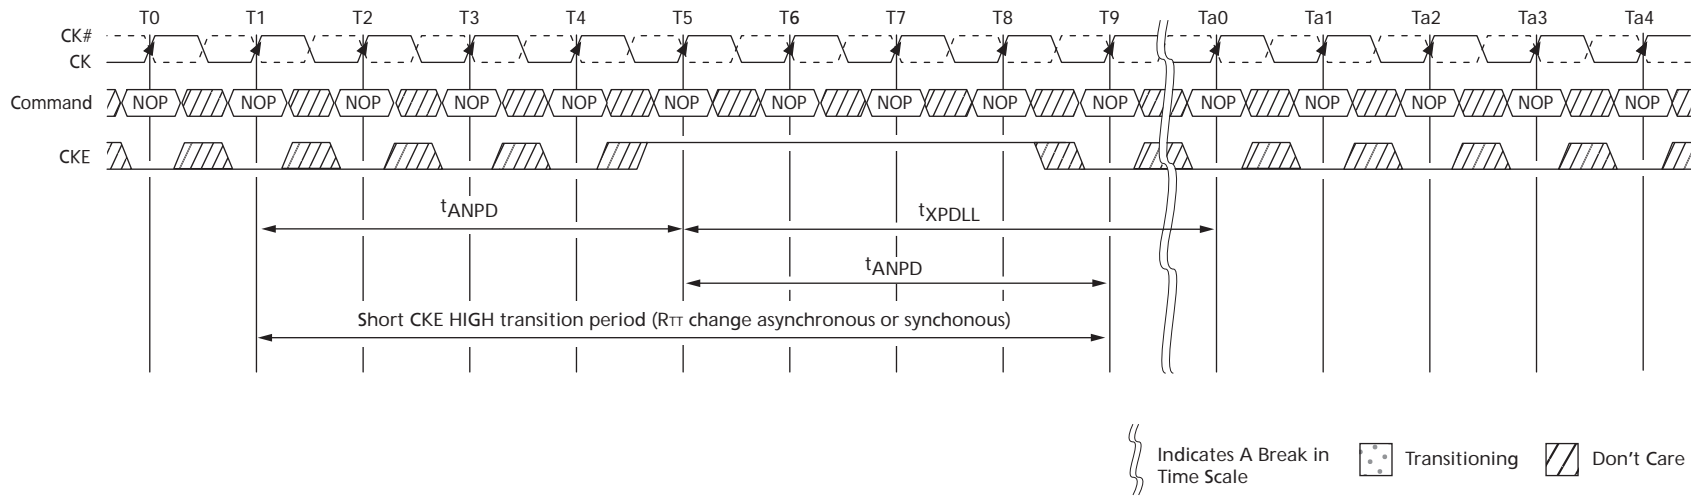 T0 T1 T2 T3 T4 T5 T6 T7 T8 T9 Ta0 Ta1 Ta2 Ta3 Ta4
CK#
CK
Command NOP NOP NOP NOP NOP NOP NOP NOP NOP NOP NOP NOP NOP NOP NOP
CKE
tANPD tXPDLL
tANPD
Short CKE HIGH transition period (RTT change asynchronous or synchonous)
Indicates A Break in
Time Scale
Transitioning
Don't Care